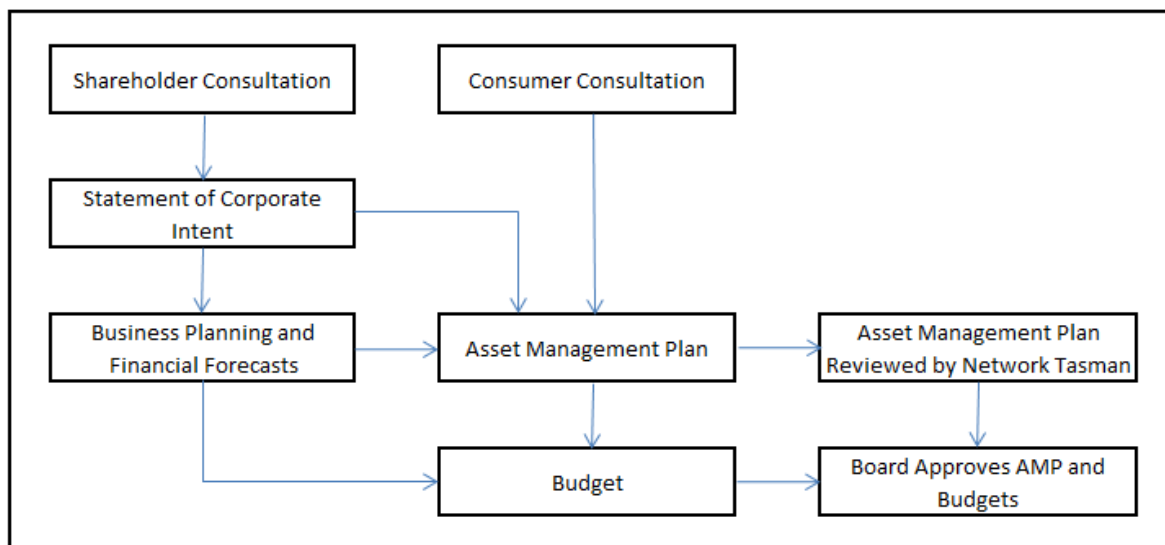 Shareholder Consultation
Consumer Consultation
Statement of Corporate
Intent
Business Planning and
Financial Forecasts
Asset Management Plan
Asset Management Plan
Reviewed by Network Tasman
Budget
Board Approves AMP and
Budgets